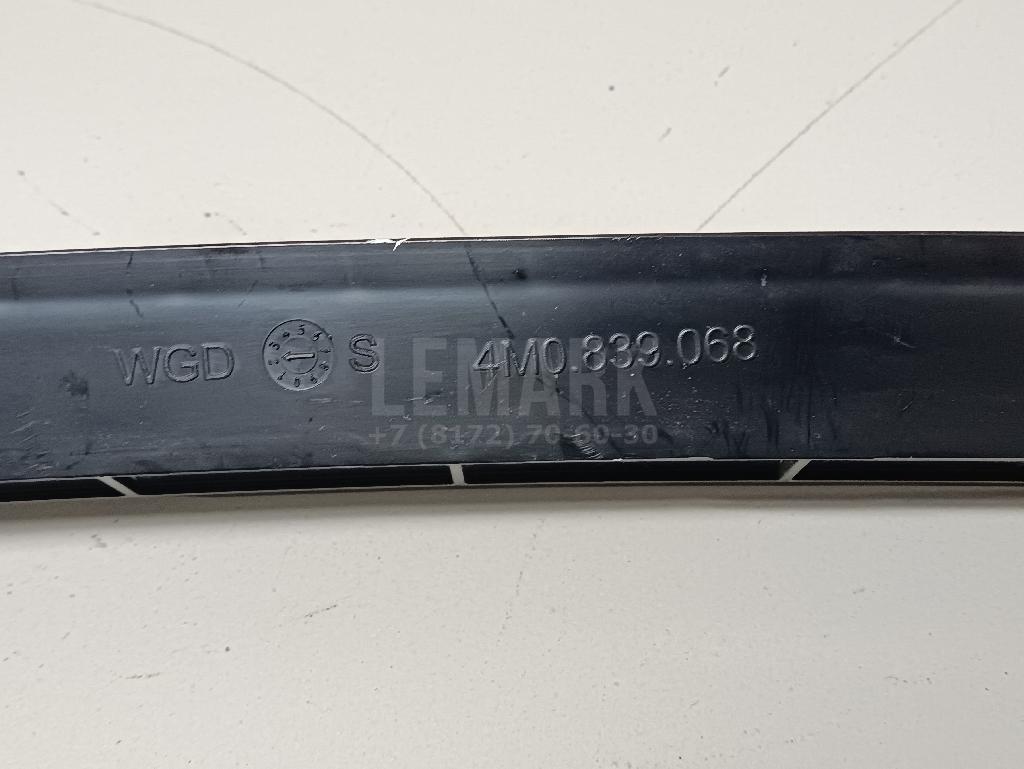 WGD S 4M0.839.068
LEMARK
+7 (8172) 70-60-30